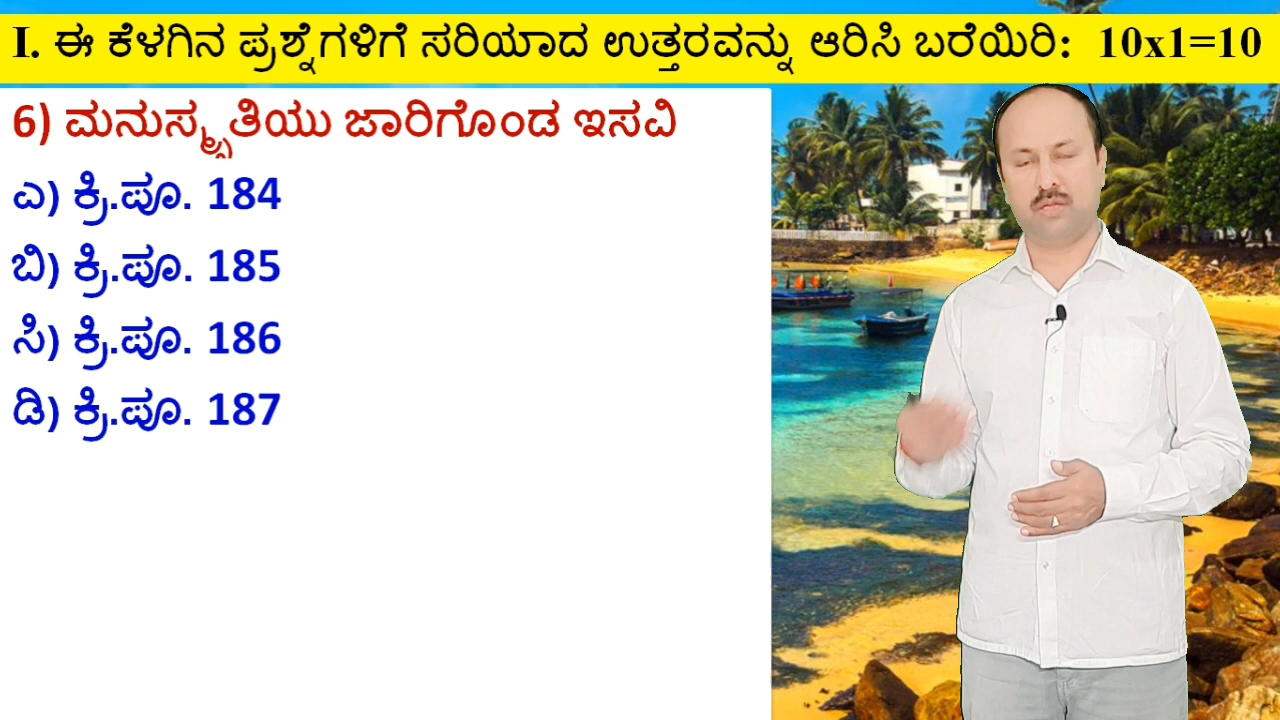 I. ಈ ಕೆಳಗಿನ ಪ್ರಶ್ನೆಗಳಿಗೆ ಸರಿಯಾದ ಉತ್ತರವನ್ನು ಆರಿಸಿ ಬರೆಯಿರಿ: 10x1=10
6) ಮನುಸ್ಮೃತಿಯು ಜಾರಿಗೊಂಡ ಇಸವಿ
ಎ) ಕ್ರಿ.ಪೂ. 184
ಬಿ) ಕ್ರಿ.ಪೂ. 185
ಸಿ) ಕ್ರಿ.ಪೂ. 186
ಡಿ) ಕ್ರಿ.ಪೂ. 187